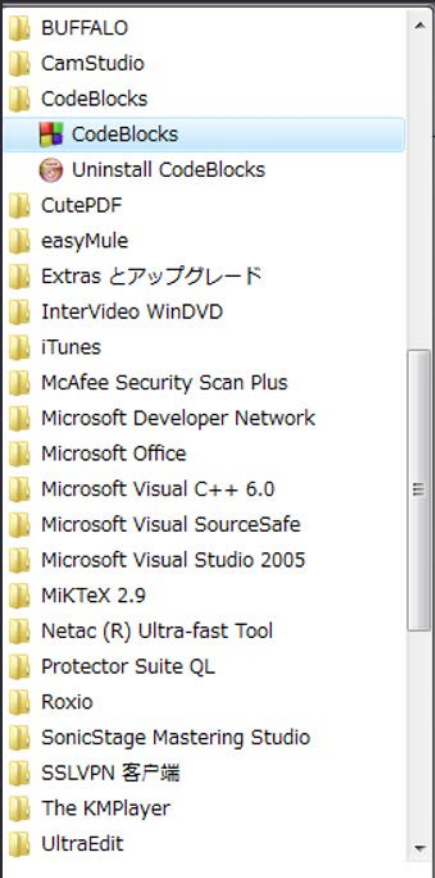 BUFFALO
CamStudio
CodeBlocks
CodeBlocks
Uninstall CodeBlocks
CutePDF
easyMule
Extras とアップグレード
InterVideo WinDVD
iTunes
McAfee Security Scan Plus
Microsoft Developer Network
Microsoft Office
Microsoft Visual C++ 6.0
Microsoft Visual SourceSafe
Microsoft Visual Studio 2005
MiKTeX 2.9
Netac (R) Ultra-fast Tool
Protector Suite QL
Roxio
SonicStage Mastering Studio
SSLVPN 客户端
The KMPlayer
UltraEdit